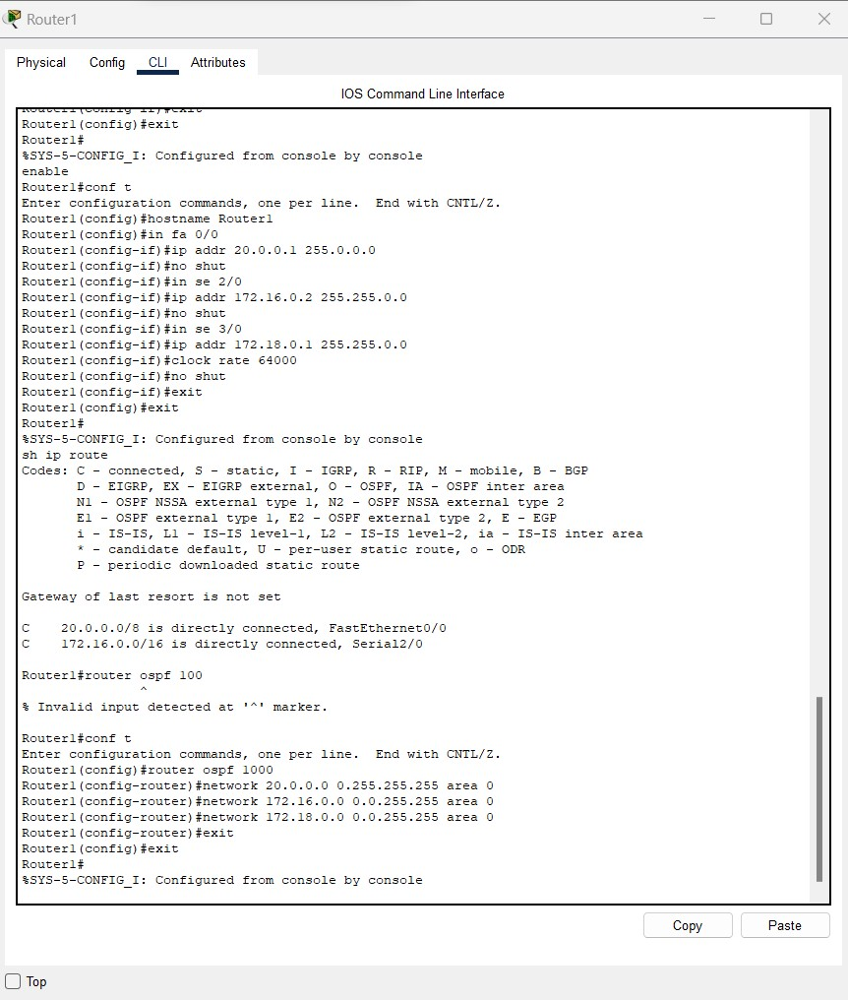 Router1
Physical Config CLI Attributes
IOS Command Line Interface
Router1(config-if)#exit
Router1(config)#exit
Router1#
%SYS-5-CONFIG_I: Configured from console by console
enable
Router1#conf t
Enter configuration commands, one per line.  End with CNTL/Z.
Router1(config)#hostname Router1
Router1(config)#in fa 0/0
Router1(config-if)#ip addr 20.0.0.1 255.0.0.0
Router1(config-if)#no shut
Router1(config-if)#in se 2/0
Router1(config-if)#ip addr 172.16.0.2 255.255.0.0
Router1(config-if)#no shut
Router1(config-if)#in se 3/0
Router1(config-if)#ip addr 172.18.0.1 255.255.0.0
Router1(config-if)#clock rate 64000
Router1(config-if)#no shut
Router1(config-if)#exit
Router1(config)#exit
Router1#
%SYS-5-CONFIG_I: Configured from console by console
sh ip route
Codes: C - connected, S - static, I - IGRP, R - RIP, M - mobile, B - BGP
       D - EIGRP, EX - EIGRP external, O - OSPF, IA - OSPF inter area
       N1 - OSPF NSSA external type 1, N2 - OSPF NSSA external type 2
       E1 - OSPF external type 1, E2 - OSPF external type 2, E - EGP
       i - IS-IS, L1 - IS-IS level-1, L2 - IS-IS level-2, ia - IS-IS inter area
       * - candidate default, U - per-user static route, o - ODR
       P - periodic downloaded static route
Gateway of last resort is not set
C    20.0.0.0/8 is directly connected, FastEthernet0/0
C    172.16.0.0/16 is directly connected, Serial2/0
Router1#router ospf 100
               ^
% Invalid input detected at '^' marker.
Router1#conf t
Enter configuration commands, one per line.  End with CNTL/Z.
Router1(config)#router ospf 1000
Router1(config-router)#network 20.0.0.0 0.255.255.255 area 0
Router1(config-router)#network 172.16.0.0 0.0.255.255 area 0
Router1(config-router)#network 172.18.0.0 0.0.255.255 area 0
Router1(config-router)#exit
Router1(config)#exit
Router1#
%SYS-5-CONFIG_I: Configured from console by console
Copy Paste
Top